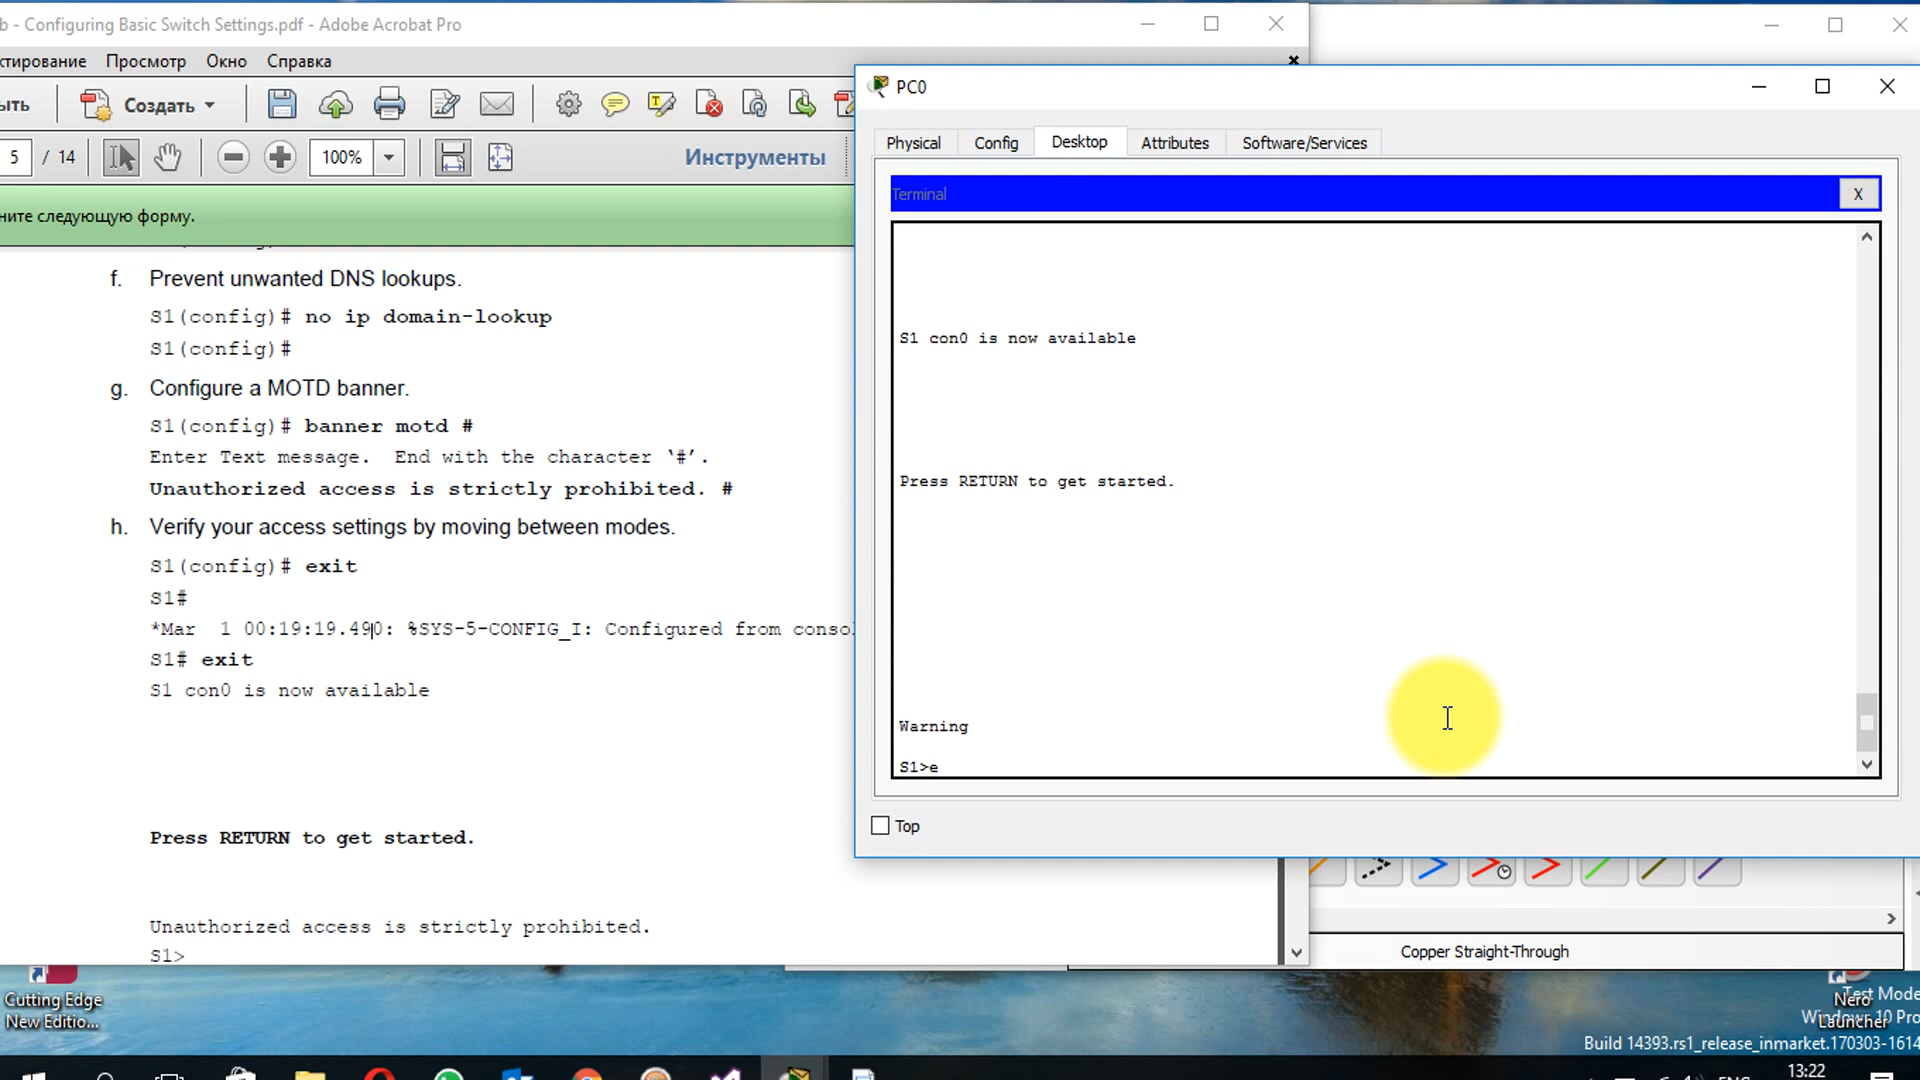 b - Configuring Basic Switch Settings.pdf - Adobe Acrobat Pro
ктирование Просмотр Окно Справка
ыть Создать
5 / 14 100% Инструменты
ните следующую форму.
f. Prevent unwanted DNS lookups.
S1(config)# no ip domain-lookup
S1(config)#
g. Configure a MOTD banner.
S1(config)# banner motd #
Enter Text message. End with the character ‘#’.
Unauthorized access is strictly prohibited. #
h. Verify your access settings by moving between modes.
S1(config)# exit
S1#
*Mar 1 00:19:19.490: %SYS-5-CONFIG_I: Configured from consol
S1# exit
S1 con0 is now available
Press RETURN to get started.
Unauthorized access is strictly prohibited.
S1>
PC0
Physical Config Desktop Attributes Software/Services
Terminal X
S1 con0 is now available
Press RETURN to get started.
Warning
S1>e
Top
Copper Straight-Through
Cutting Edge
New Editio...
Nero
Launcher
Test Mode
Windows 10 Pro
Build 14393.rs1_release_inmarket.170303-1614
13:22
ENG